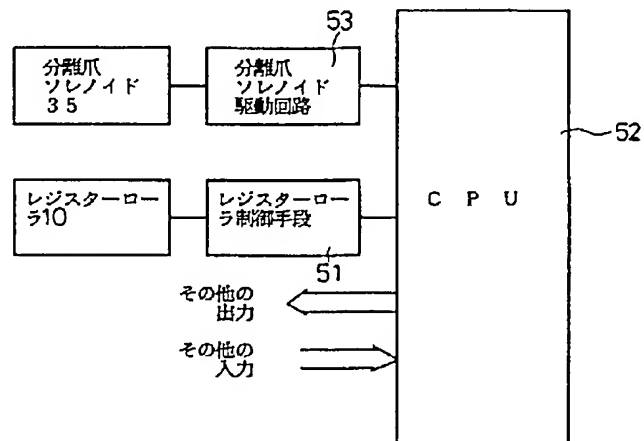 53
分離爪
ソレノイド
35
分離爪
ソレノイド
駆動回路
52
レジスターロー
ラ10
レジスターロー
ラ制御手段
CPU
51
その他の
出力
その他の
入力